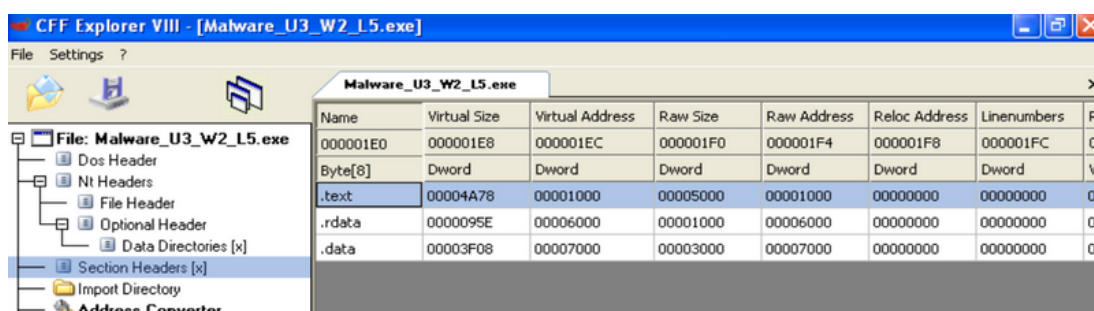 CFF Explorer VIII - [Malware_U3_W2_L5.exe]
File Settings ?
Malware_U3_W2_L5.exe
File: Malware_U3_W2_L5.exe
Dos Header
Nt Headers
File Header
Optional Header
Data Directories [x]
Section Headers [x]
Import Directory
Address Converter
Name Virtual Size Virtual Address Raw Size Raw Address Reloc Address Linenumbers
000001E0 000001E8 000001EC 000001F0 000001F4 000001F8 000001FC
Byte[8] Dword Dword Dword Dword Dword Dword
.text 00004A78 00001000 00005000 00001000 00000000 00000000
.rdata 0000095E 00006000 00001000 00006000 00000000 00000000
.data 00003F08 00007000 00003000 00007000 00000000 00000000